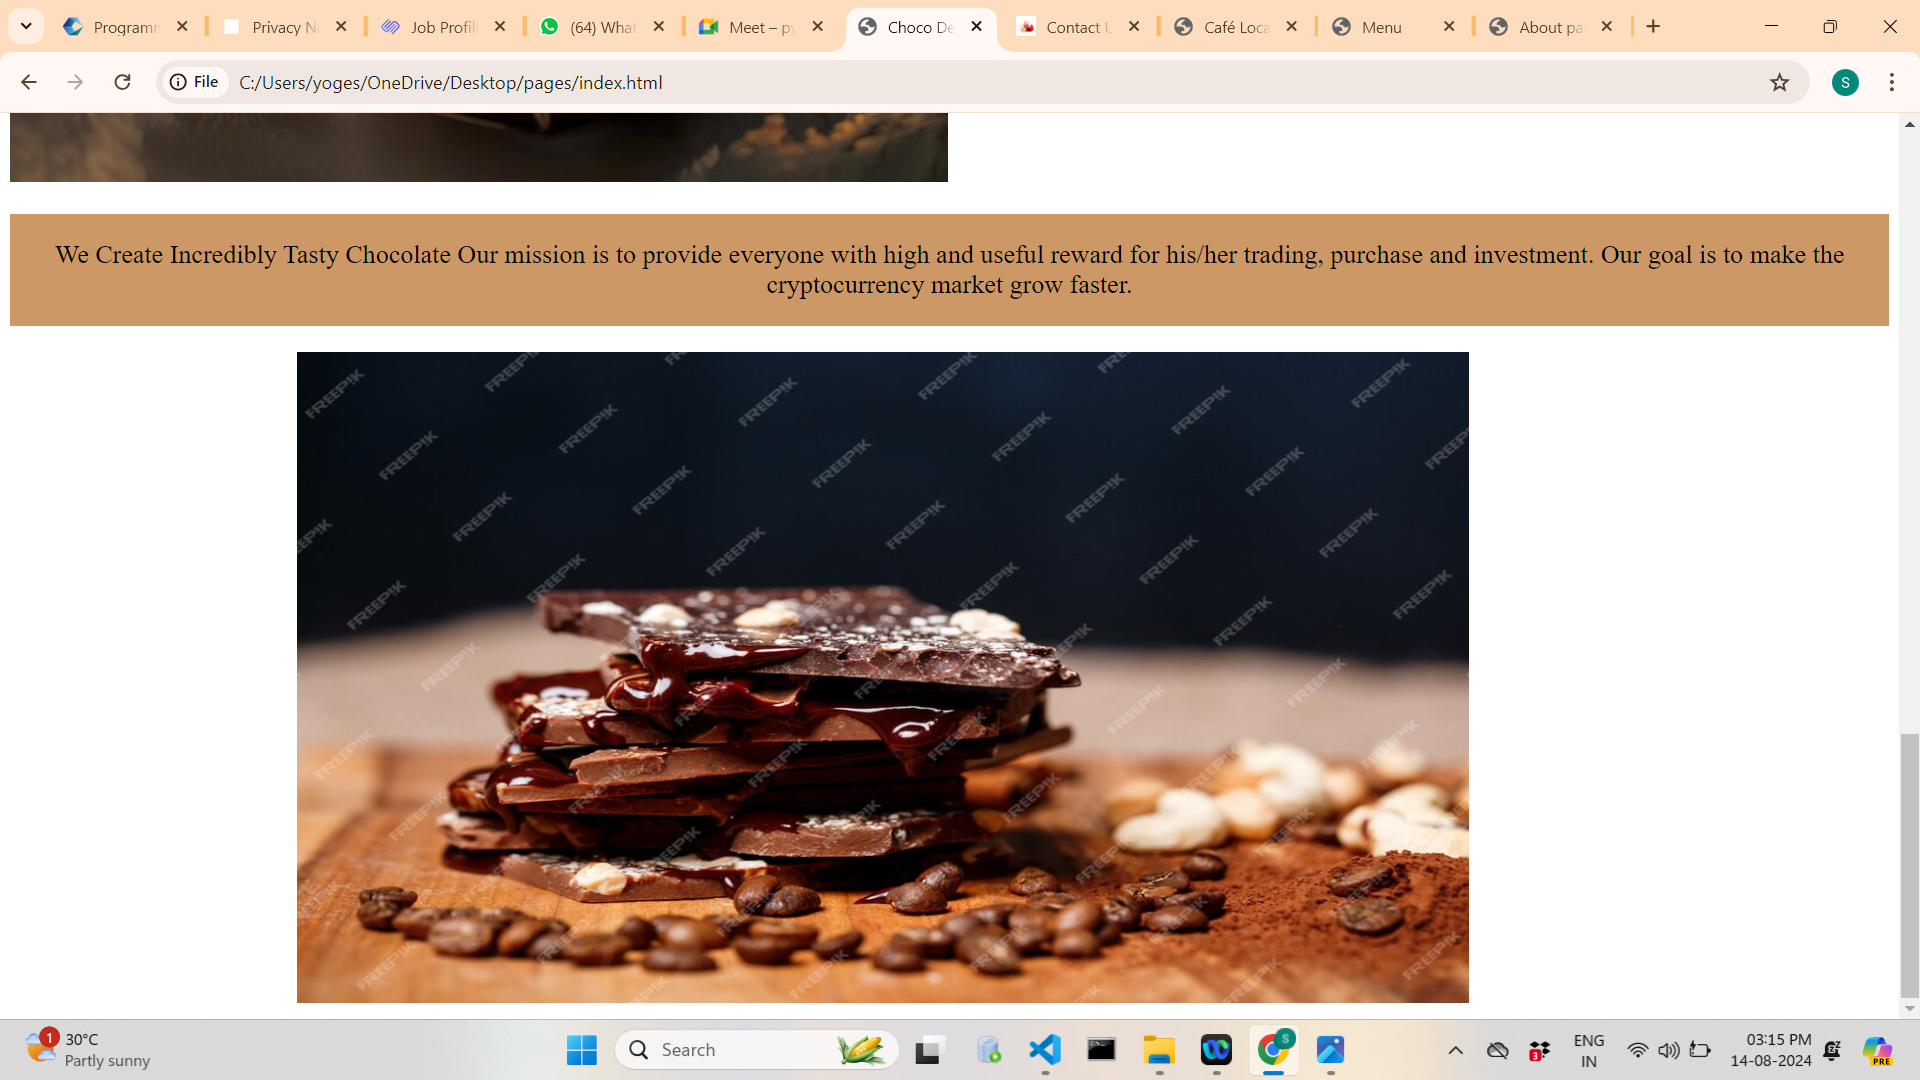 Programm
Privacy N
Job Profil
(64) What
Meet – py
Choco De
Contact U
Café Loca
Menu
About pa
File
C:/Users/yoges/OneDrive/Desktop/pages/index.html
S
We Create Incredibly Tasty Chocolate Our mission is to provide everyone with high and useful reward for his/her trading, purchase and investment. Our goal is to make the
cryptocurrency market grow faster.
FREEPIK
1
30°C
Partly sunny
Search
S
3
ENG
IN
03:15 PM
14-08-2024
PRE